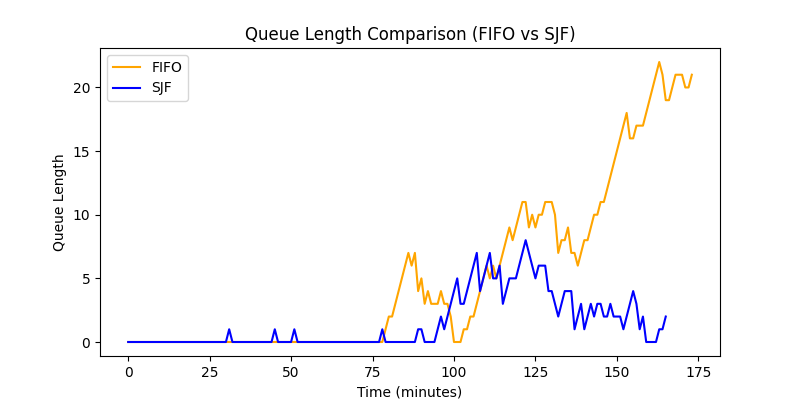 Queue Length Comparison (FIFO vs SJF)
FIFO
SJF
Queue Length
20
15
10
5
0
0 25 50 75 100 125 150 175
Time (minutes)